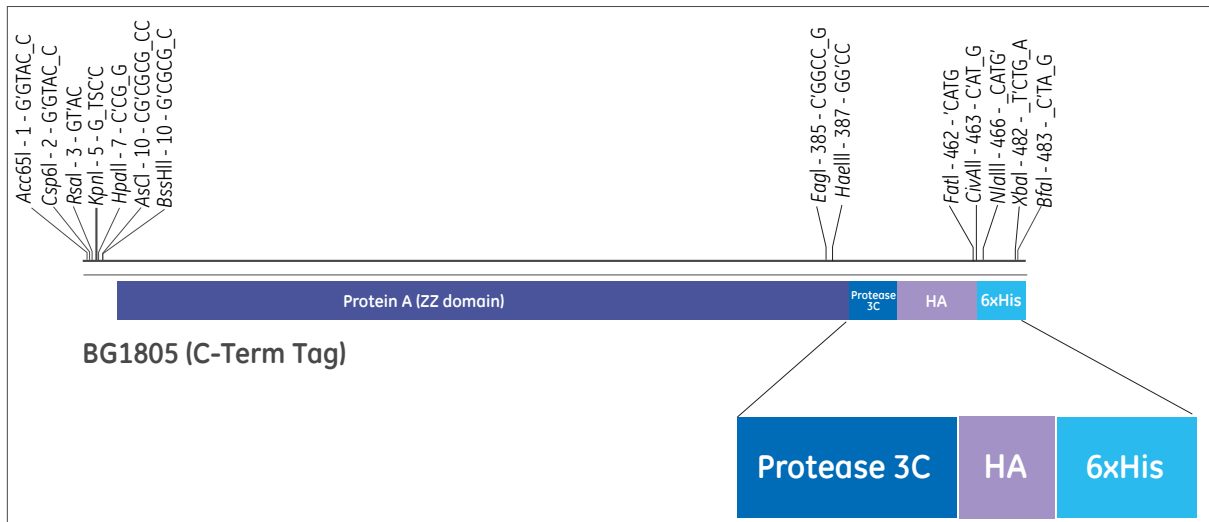 Acc65I - 1 - G'GTAC_C
Csp6I - 2 - G'GTAC_C
RsaI - 3 - GT'AC
KpnI - 5 - G_TSC'C
HpaII - 7 - C'CG_G
AscI - 10 - CG'CGCG_CC
BssHII - 10 - G'CGCG_C
EagI - 385 - C'GGCC_G
HaeIII - 387 - GG'CC
FatI - 462 - 'CATG
CivAII - 463 - C'AT_G
NlaIII - 466 - _CATG'
XbaI - 482 - _T'CTG_A
BfaI - 483 - _C'TA_G
Protein A (ZZ domain)
Protease
3C
HA
6xHis
BG1805 (C-Term Tag)
Protease 3C
HA
6xHis